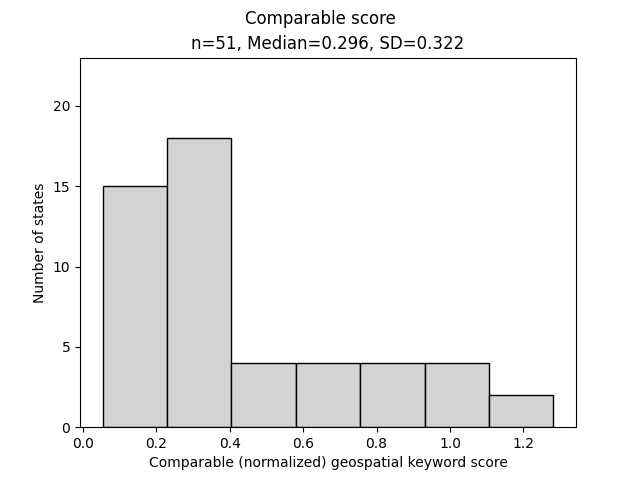 Comparable score
n=51, Median=0.296, SD=0.322
20
15
10
5
0
Number of states
0.0 0.2 0.4 0.6 0.8 1.0 1.2
Comparable (normalized) geospatial keyword score